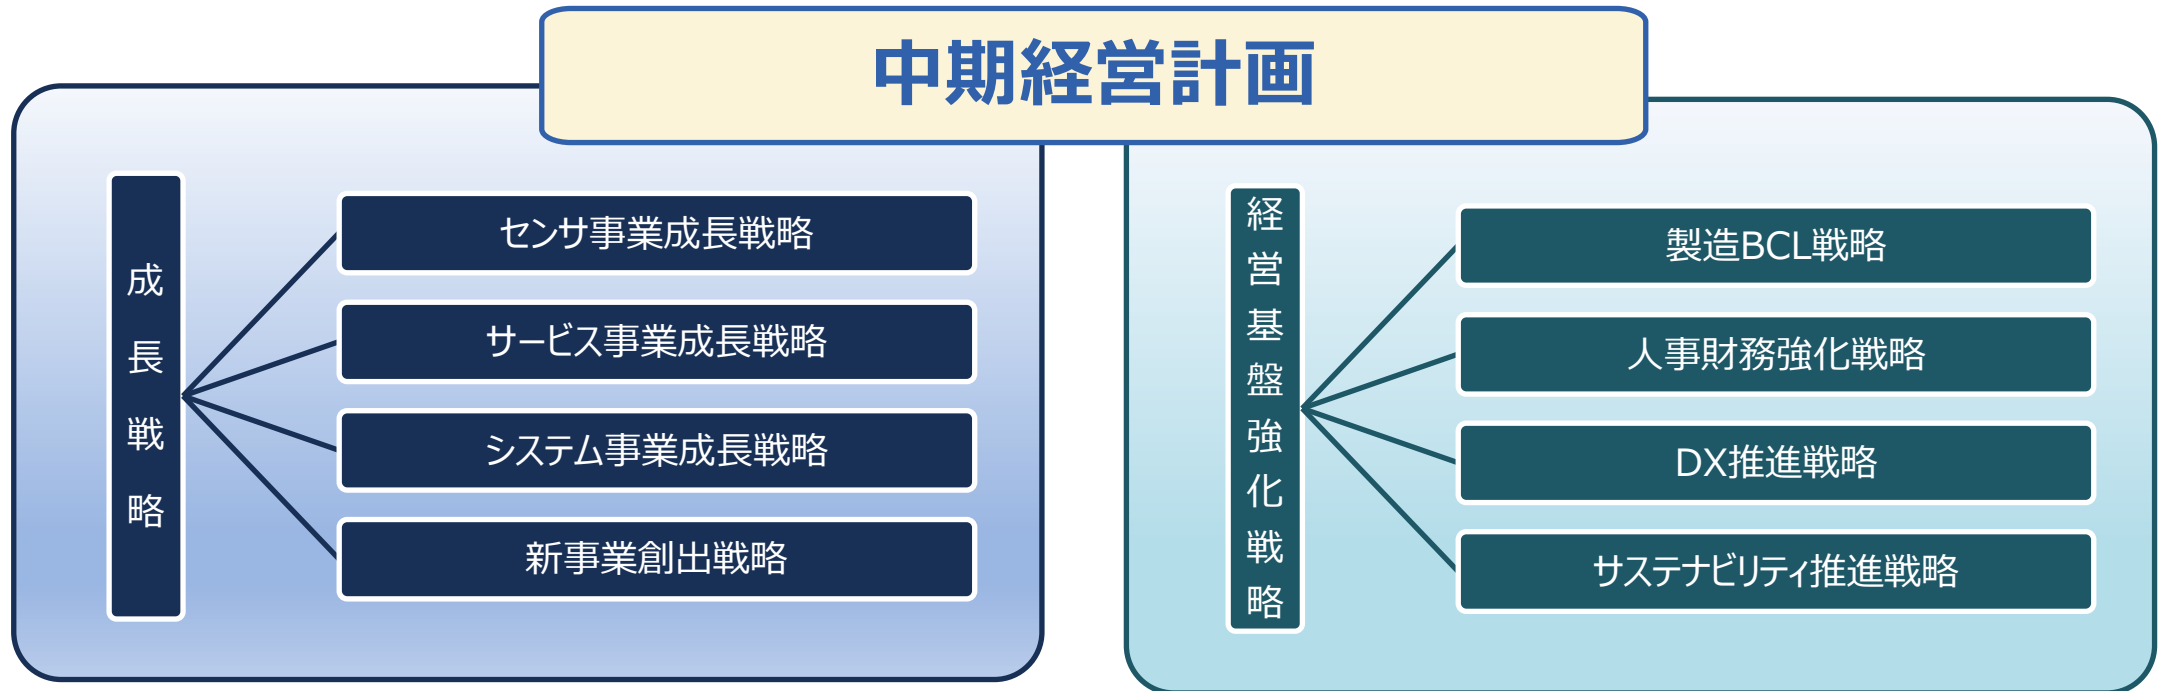 中期経営計画
成長戦略
センサ事業成長戦略
サービス事業成長戦略
システム事業成長戦略
新事業創出戦略
経営基盤強化戦略
製造BCL戦略
人事財務強化戦略
DX推進戦略
サステナビリティ推進戦略